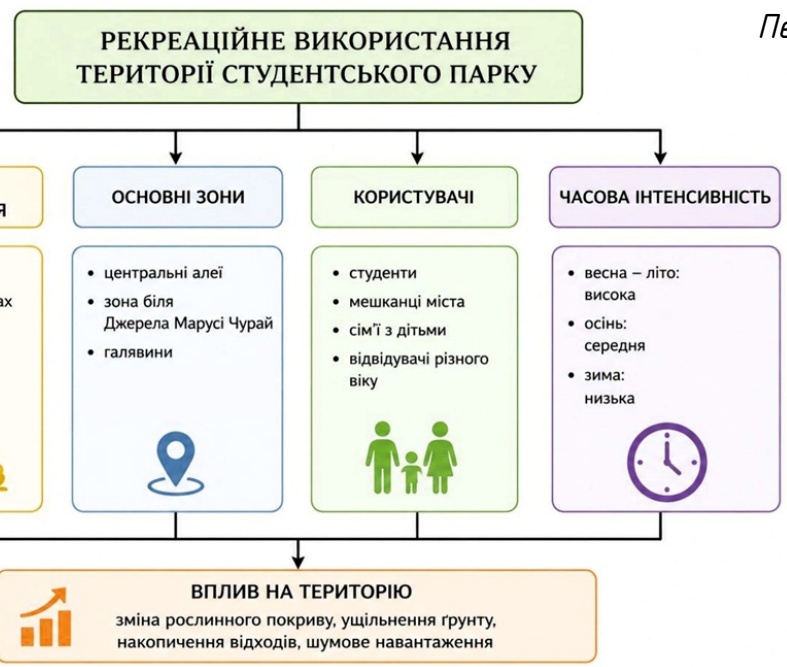 Пе
РЕКРЕАЦІЙНЕ ВИКОРИСТАННЯ
ТЕРИТОРІЇ СТУДЕНТСЬКОГО ПАРКУ
Я
ах
ОСНОВНІ ЗОНИ
• центральні алеї
• зона біля
Джерела Марусі Чурай
• галявини
КОРИСТУВАЧІ
• студенти
• мешканці міста
• сім'ї з дітьми
• відвідувачі різного
віку
ЧАСОВА ІНТЕНСИВНІСТЬ
• весна – літо:
висока
• осінь:
середня
• зима:
низька
ВПЛИВ НА ТЕРИТОРІЮ
зміна рослинного покриву, ущільнення ґрунту,
накопичення відходів, шумове навантаження